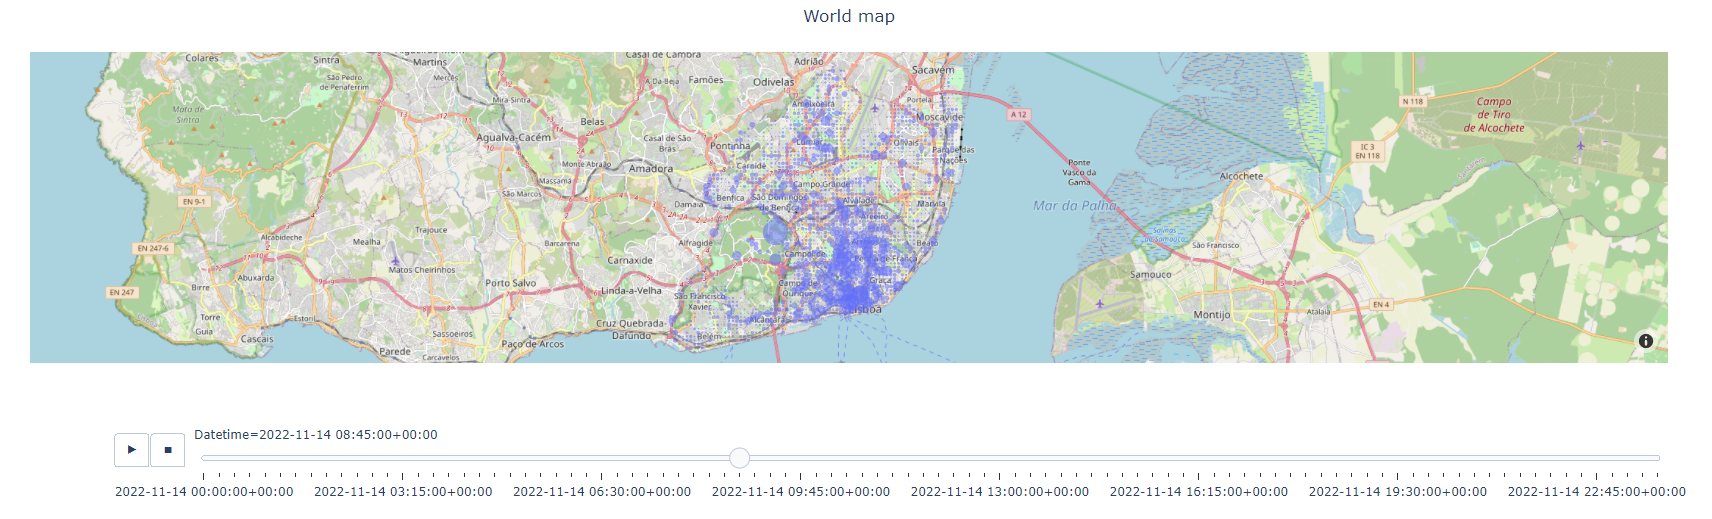 World map
Colares
Sintra
Algueirão-Mem
Martins
Casal de Cambra
Adrião
Sacavém
São Pedro
de Penaferrim
Mercês
A-Da-Beja
Famões
Odivelas
Mira-Sintra
Ameixoeira
Portela
N 118
Campo
de Tiro
de Alcochete
Mata de
Sintra
Belas
Moscavide
A 12
Agualva-Cacém
Casal de São
Brás
Pontinha
Lumiar
Olivais
Parque das
Nações
IC 3
EN 118
Monte Abraão
Amadora
Carnide
Ponte
Vasco da
Gama
Massamá
Campo Grande
Alcochete
EN 9-1
São Marcos
Damaia
Benfica
São Domingos
de Benfica
Alvalade
Marvila
Mar da Palha
Areeiro
Trajouce
Alcabideche
Mealha
Barcarena
Alfragide
Beato
Salinas
do Samouco
São Francisco
EN 247-6
Campolide
Penha de França
Carnaxide
Matos Cheirinhos
Abuxarda
Birre
Porto Salvo
Linda-a-Velha
Campo de
Ourique
Graça
Samouco
EN 247
São Francisco
Xavier
EN 4
Torre
Guia
Estoril
Cascais
Sassoeiros
Cruz Quebrada-
Dafundo
Alcântara
Lisboa
Montijo
Atalaia
Parede
Carcavelos
Paço de Arcos
Belém
Datetime=2022-11-14 08:45:00+00:00
2022-11-14 00:00:00+00:00 2022-11-14 03:15:00+00:00 2022-11-14 06:30:00+00:00 2022-11-14 09:45:00+00:00 2022-11-14 13:00:00+00:00 2022-11-14 16:15:00+00:00 2022-11-14 19:30:00+00:00 2022-11-14 22:45:00+00:00